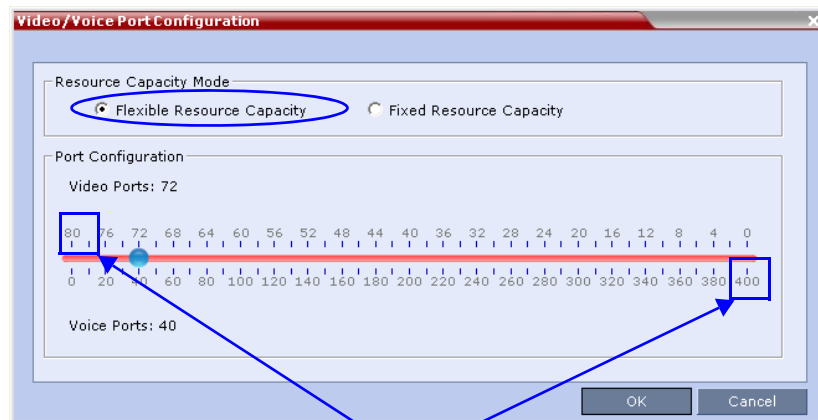 Video/Voice Port Configuration
Resource Capacity Mode
Flexible Resource Capacity Fixed Resource Capacity
Port Configuration
Video Ports: 72
80 76 72 68 64 60 56 52 48 44 40 36 32 28 24 20 16 12 8 4 0
0 20 40 60 80 100 120 140 160 180 200 220 240 260 280 300 320 340 360 380 400
Voice Ports: 40
OK Cancel